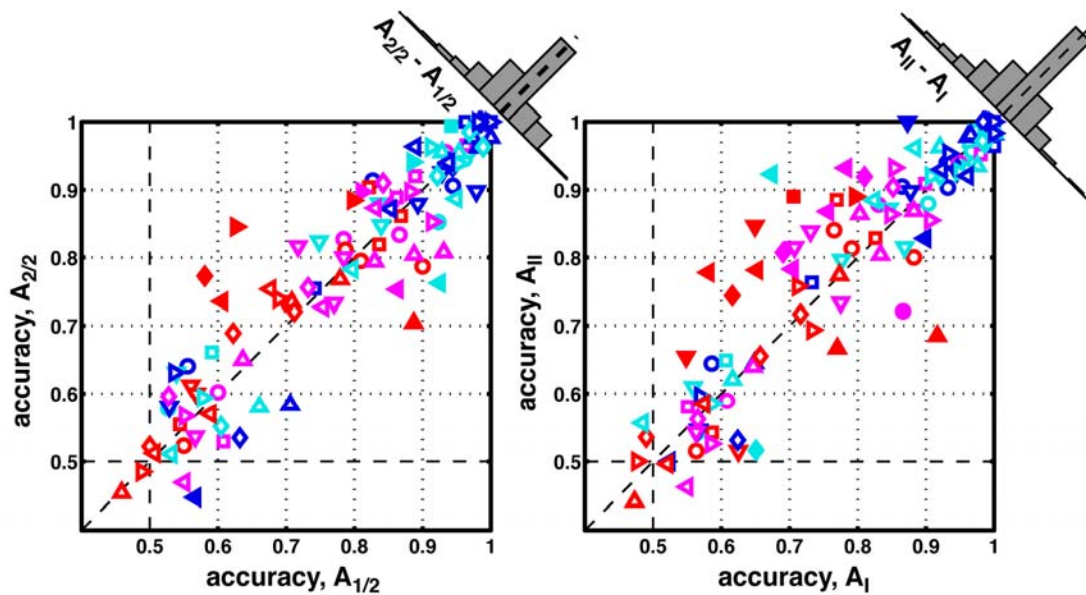 A2/2 - A1/2
AII - AI
1
0.9
0.8
0.7
0.6
0.5
accuracy, A2/2
0.5 0.6 0.7 0.8 0.9 1
accuracy, A1/2
1
0.9
0.8
0.7
0.6
0.5
accuracy, AII
0.5 0.6 0.7 0.8 0.9 1
accuracy, AI